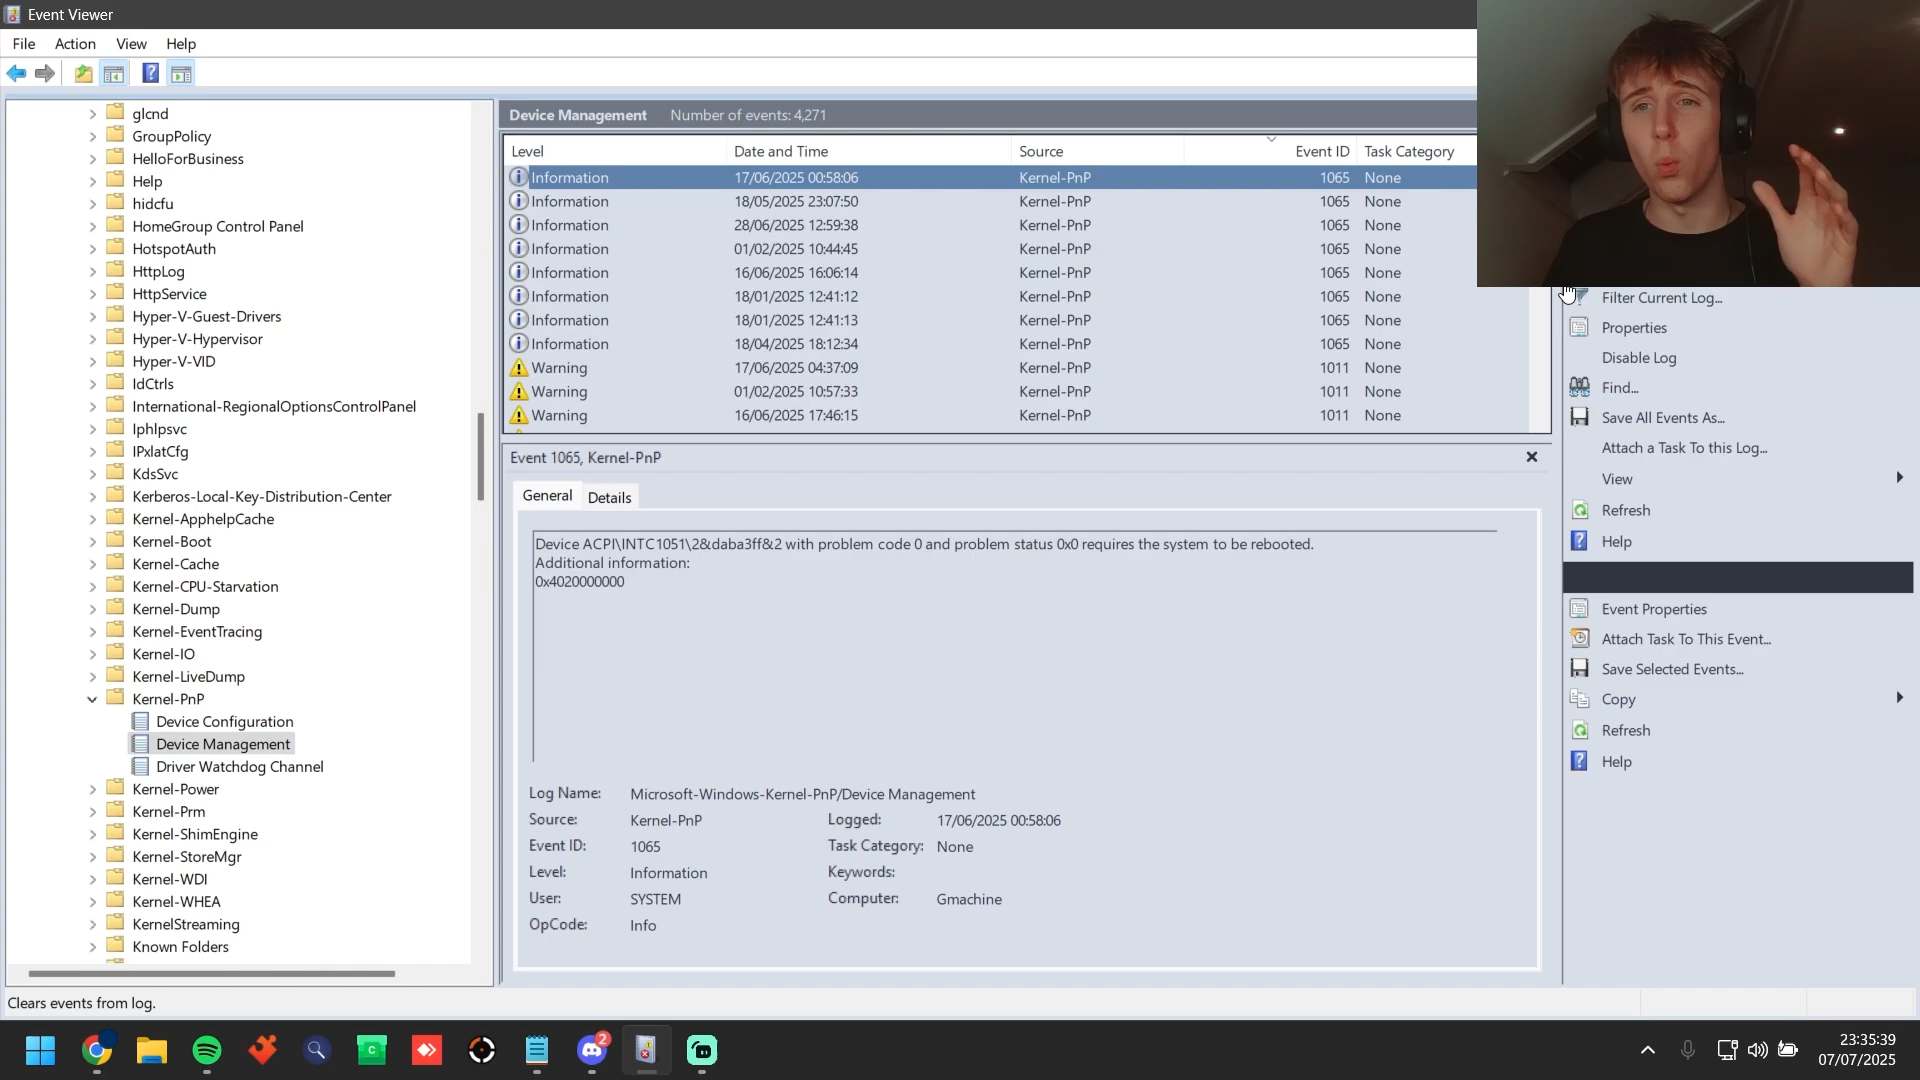 Event Viewer
File Action View Help
glcnd
GroupPolicy
HelloForBusiness
Help
hidcfu
HomeGroup Control Panel
HotspotAuth
HttpLog
HttpService
Hyper-V-Guest-Drivers
Hyper-V-Hypervisor
Hyper-V-VID
IdCtrls
International-RegionalOptionsControlPanel
Iphlpsvc
IPxlatCfg
KdsSvc
Kerberos-Local-Key-Distribution-Center
Kernel-ApphelpCache
Kernel-Boot
Kernel-Cache
Kernel-CPU-Starvation
Kernel-Dump
Kernel-EventTracing
Kernel-IO
Kernel-LiveDump
Kernel-PnP
Device Configuration
Device Management
Driver Watchdog Channel
Kernel-Power
Kernel-Prm
Kernel-ShimEngine
Kernel-StoreMgr
Kernel-WDI
Kernel-WHEA
KernelStreaming
Known Folders
Device Management Number of events: 4,271
Level Date and Time Source Event ID Task Category
Information 17/06/2025 00:58:06 Kernel-PnP 1065 None
Information 18/05/2025 23:07:50 Kernel-PnP 1065 None
Information 28/06/2025 12:59:38 Kernel-PnP 1065 None
Information 01/02/2025 10:44:45 Kernel-PnP 1065 None
Information 16/06/2025 16:06:14 Kernel-PnP 1065 None
Information 18/01/2025 12:41:12 Kernel-PnP 1065 None
Information 18/01/2025 12:41:13 Kernel-PnP 1065 None
Information 18/04/2025 18:12:34 Kernel-PnP 1065 None
Warning 17/06/2025 04:37:09 Kernel-PnP 1011 None
Warning 01/02/2025 10:57:33 Kernel-PnP 1011 None
Warning 16/06/2025 17:46:15 Kernel-PnP 1011 None
Event 1065, Kernel-PnP
General Details
Device ACPI\INTC1051\2&daba3ff&2 with problem code 0 and problem status 0x0 requires the system to be rebooted.
Additional information:
0x4020000000
Log Name: Microsoft-Windows-Kernel-PnP/Device Management
Source: Kernel-PnP Logged: 17/06/2025 00:58:06
Event ID: 1065 Task Category: None
Level: Information Keywords:
User: SYSTEM Computer: Gmachine
OpCode: Info
Filter Current Log...
Properties
Disable Log
Find...
Save All Events As...
Attach a Task To this Log...
View
Refresh
Help
Event Properties
Attach Task To This Event...
Save Selected Events...
Copy
Refresh
Help
Clears events from log.
2
23:35:39
07/07/2025